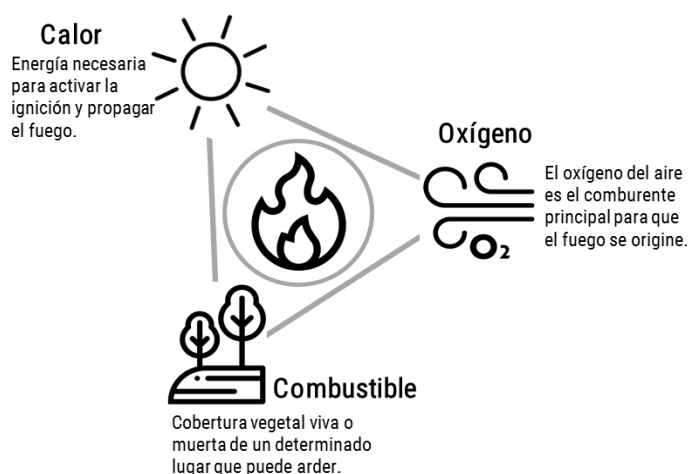 Calor
Energía necesaria
para activar la
ignición y propagar
el fuego.
Oxígeno
El oxígeno del aire
es el comburente
principal para que
el fuego se origine.
O₂
Combustible
Cobertura vegetal viva o
muerta de un determinado
lugar que puede arder.